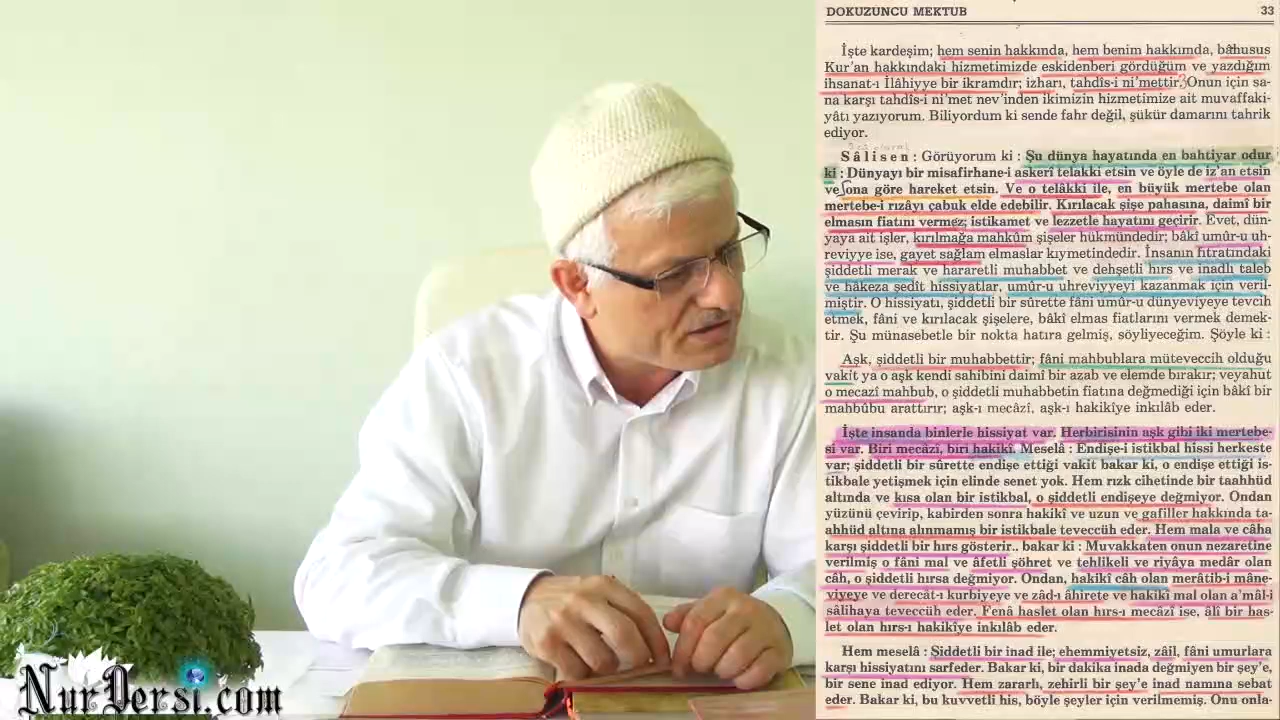 DOKUZUNCU MEKTUB 33
İşte kardeşim; hem senin hakkında, hem benim hakkımda, bâhusus
Kur'an hakkındaki hizmetimizde eskidenberi gördüğüm ve yazdığım
ihsanat-ı İlâhiyye bir ikramdır; izharı, tahdîs-i ni'mettir. Onun için sa-
na karşı tahdîs-i ni'met nev'inden ikimizin hizmetimize ait muvaffaki-
yâtı yazıyorum. Biliyordum ki sende fahr değil, şükür damarını tahrik
ediyor.
Sâlisen : Görüyorum ki : Şu dünya hayatında en bahtiyar odur
ki : Dünyayı bir misafirhane-i askerî telakki etsin ve öyle de iz'an etsin
ve ona göre hareket etsin. Ve o telâkki ile, en büyük mertebe olan
mertebe-i rızâyı çabuk elde edebilir. Kırılacak şişe pahasına, daimî bir
elmasın fiatını vermez; istikamet ve lezzetle hayatını geçirir. Evet, dün-
yaya ait işler, kırılmağa mahkûm şişeler hükmündedir; bâki umûr-u uh-
reviyye ise, gayet sağlam elmaslar kıymetindedir. İnsanın fıtratındaki
şiddetli merak ve hararetli muhabbet ve dehşetli hırs ve inadlı taleb
ve hâkeza şedît hissiyatlar, umûr-u uhreviyyeyi kazanmak için veril-
miştir. O hissiyatı, şiddetli bir sûrette fâni umûr-u dünyeviyeye tevcih
etmek, fâni ve kırılacak şişelere, bâkî elmas fiatlarını vermek demek-
tir. Şu münasebetle bir nokta hatıra gelmiş, söyliyeceğim. Şöyle ki :
Aşk, şiddetli bir muhabbettir; fâni mahbublara müteveccih olduğu
vakit ya o aşk kendi sahibini daimî bir azab ve elemde bırakır; veyahüt
o mecazî mahbub, o şiddetli muhabbetin fiatına değmediği için bâkî bir
mahbûbu arattırır; aşk-ı mecâzi, aşk-ı hakikîye inkılâb eder.
İşte insanda binlerle hissiyat var. Herbirisinin aşk gibi iki mertebe-
si var. Biri mecâzî, biri hakîkî. Meselâ : Endişe-i istikbal hissi herkeste
var; şiddetli bir sûrette endişe ettiği vakit bakar ki, o endişe ettiği is-
tikbale yetişmek için elinde senet yok. Hem rızk cihetinde bir taahhüd
altında ve kısa olan bir istikbal, o şiddetli endişeye değmiyor. Ondan
yüzünü çevirip, kabirden sonra hakikî ve uzun ve gafiller hakkında ta-
ahhüd altına alınmamış bir istikbale teveccüh eder. Hem mala ve câha
karşı şiddetli bir hırs gösterir.. bakar ki : Muvakkaten onun nezaretine
verilmiş o fâni mal ve âfetli şöhret ve tehlikeli ve riyâya medâr olan
câh, o şiddetli hırsa değmiyor. Ondan, hakikî câh olan merâtib-i mâne-
viyeye ve derecât-ı kurbiyeye ve zâd-ı âhirete ve hakikî mal olan a'mâl-i
sâlihaya teveccüh eder. Fenâ haslet olan hırs-ı mecâzî ise, âlî bir has-
let olan hırs-ı hakikîye inkılâb eder.
Hem meselâ : Şiddetli bir inad ile; ehemmiyetsiz, zâil, fâni umurlara
karşı hissiyatını sarfeder. Bakar ki, bir dakika inada değmiyen bir şey'e,
bir sene inad ediyor. Hem zararlı, zehirli bir şey'e inad namına sebat
eder. Bakar ki, bu kuvvetli his, böyle şeyler için verilmemiş. Onu onla-
NurDersi.com